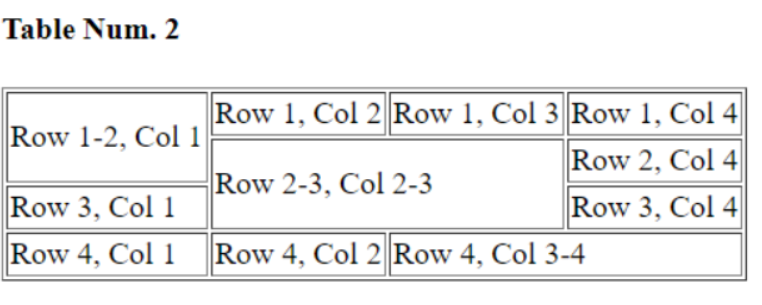 Table Num. 2
Row 1-2, Col 1 Row 1, Col 2 Row 1, Col 3 Row 1, Col 4
Row 2-3, Col 2-3 Row 2, Col 4
Row 3, Col 1 Row 3, Col 4
Row 4, Col 1 Row 4, Col 2 Row 4, Col 3-4